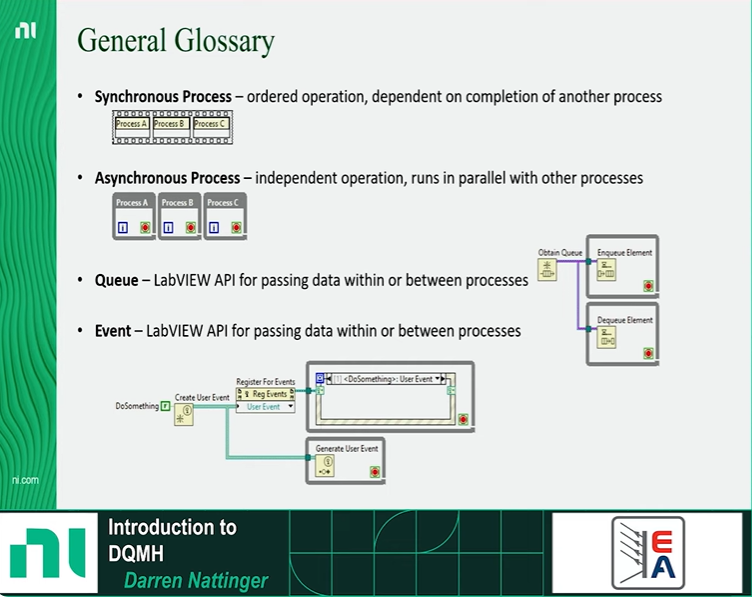 ni
General Glossary
• Synchronous Process – ordered operation, dependent on completion of another process
Process A Process B Process C
• Asynchronous Process – independent operation, runs in parallel with other processes
Process A Process B Process C
i i i
Obtain Queue Enqueue Element
• Queue – LabVIEW API for passing data within or between processes
Dequeue Element
• Event – LabVIEW API for passing data within or between processes
Register For Events
[1] <DoSomething>: User Event
Create User Event
Reg Events
DoSomething F
User Event
Generate User Event
ni.com
ni
Introduction to
DQMH
Darren Nattinger
E
A